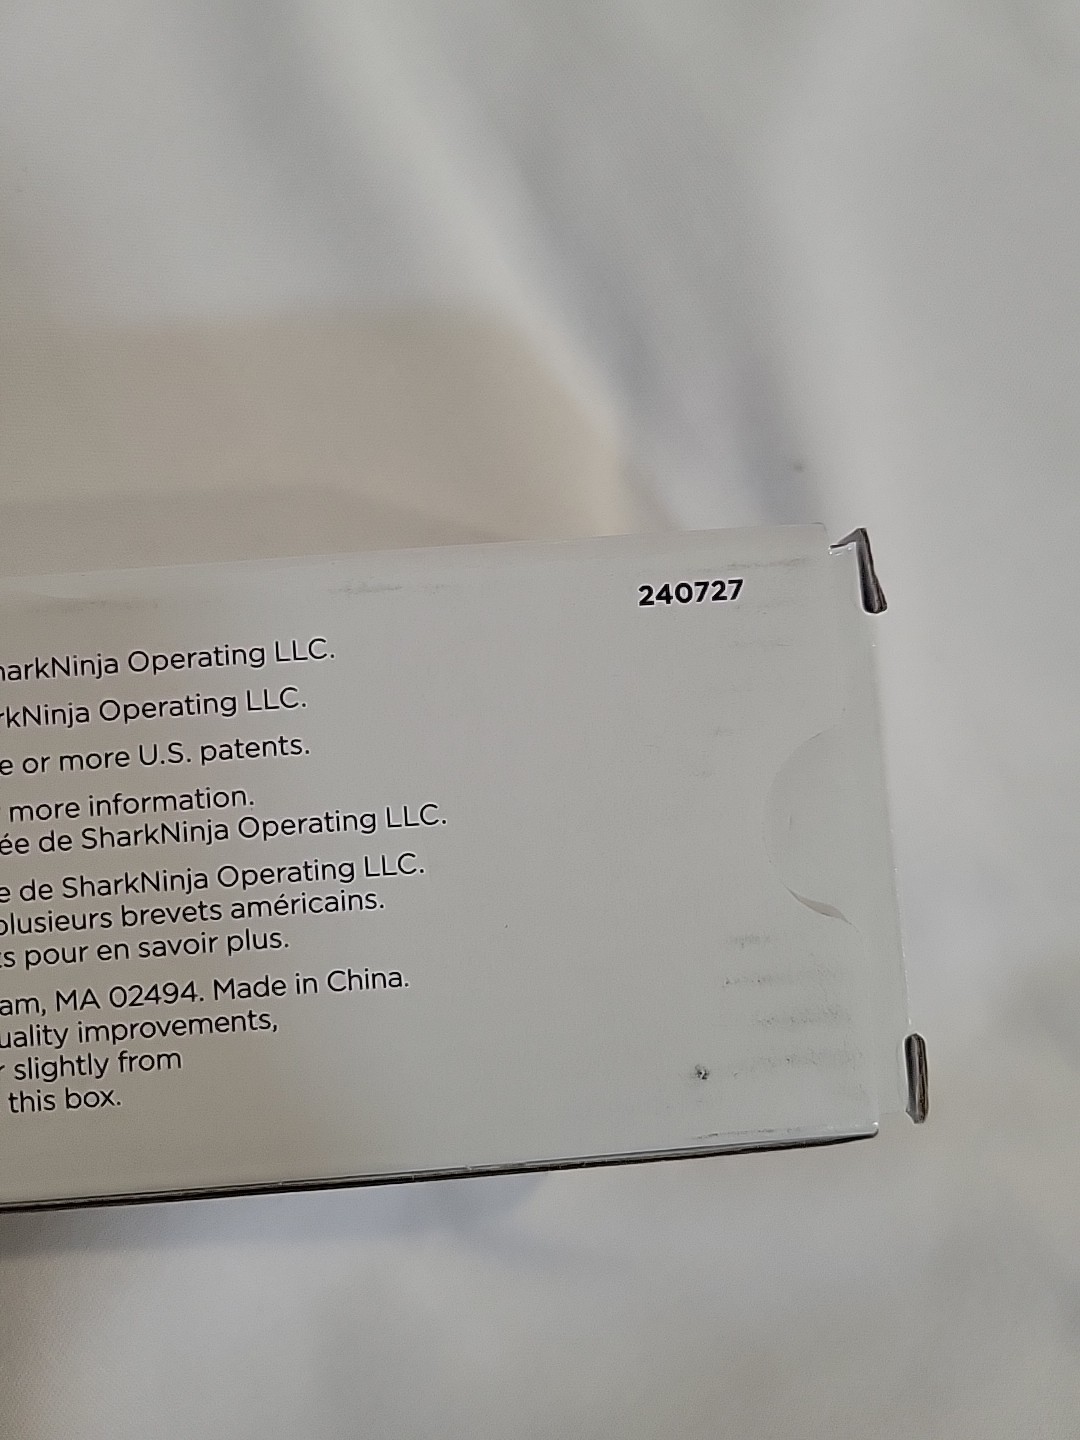 240727
arkNinja Operating LLC.
kNinja Operating LLC.
e or more U.S. patents.
more information.
ée de SharkNinja Operating LLC.
e de SharkNinja Operating LLC.
plusieurs brevets américains.
s pour en savoir plus.
am, MA 02494. Made in China.
uality improvements,
slightly from
this box.